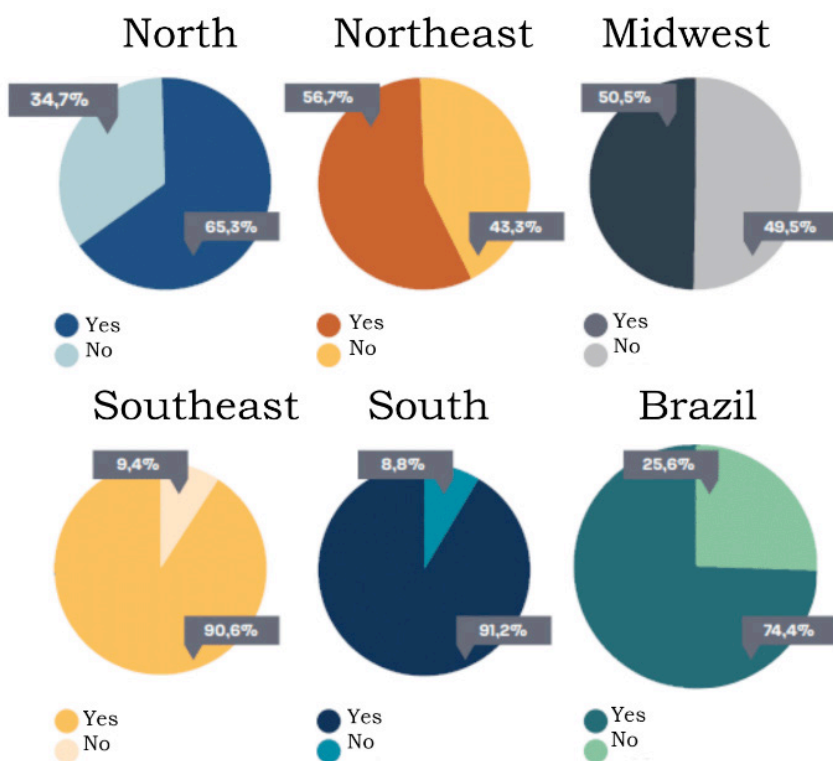 North Northeast Midwest
34,7% 56,7% 50,5%
65,3% 43,3% 49,5%
Yes Yes Yes
No No No
Southeast South Brazil
9,4% 8,8% 25,6%
90,6% 91,2% 74,4%
Yes Yes Yes
No No No